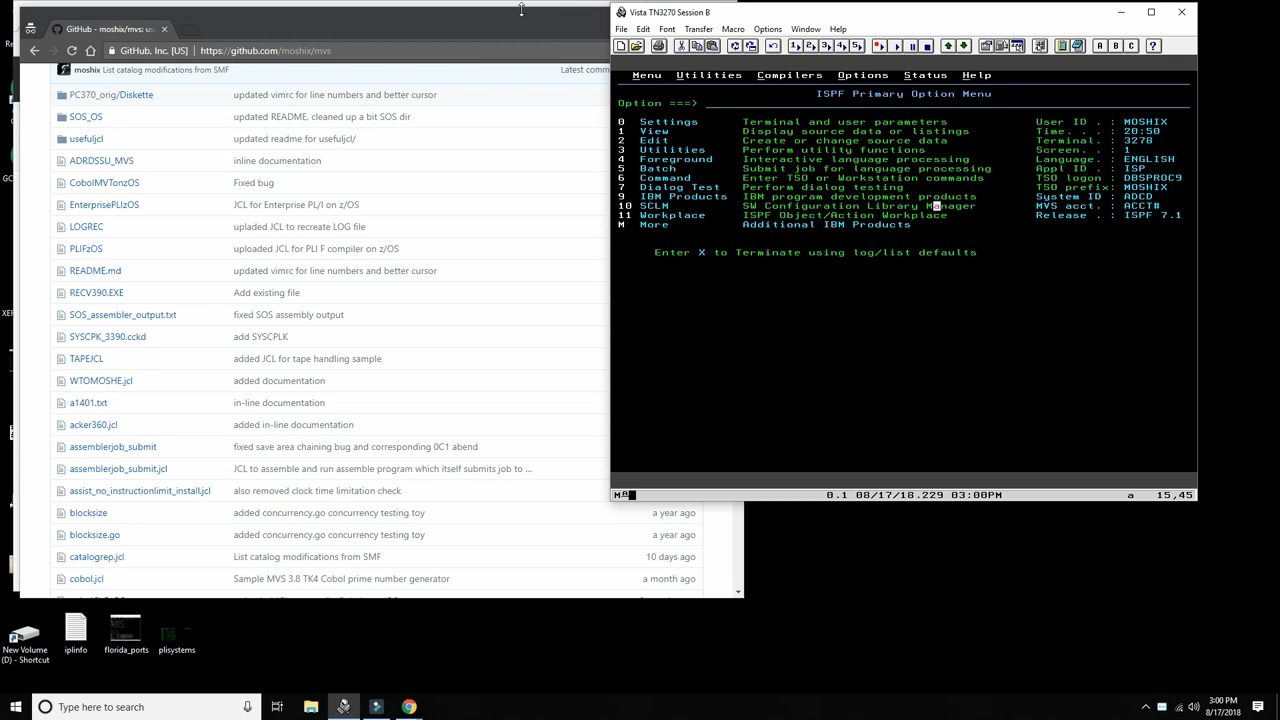 GitHub - moshix/mvs: us
GitHub, Inc. [US] https://github.com/moshix/mvs
moshix List catalog modifications from SMF Latest comm
PC370_orig/Diskette updated vimrc for line numbers and better cursor
SOS_OS updated README, cleaned up a bit SOS dir
usefuljcl updated readme for usefuljcl/
ADRDSSU_MVS inline documentation
CobolMVTonzOS Fixed bug
EnterprisePLIzOS JCL for Enterprise PL/I on z/OS
LOGREC updated JCL to recreate LOG file
PLIFzOS uploaded JCL for PLI F compiler on z/OS
README.md updated vimrc for line numbers and better cursor
RECV390.EXE Add existing file
SOS_assembler_output.txt fixed SOS assembly output
SYSCPK_3390.cckd add SYSCPLK
TAPEJCL added JCL for tape handling sample
WTOMOSHE.jcl added documentation
a1401.txt in-line documentation
acker360.jcl added in-line documentation
assemblerjob_submit fixed save area chaining bug and corresponding 0C1 abend
assemblerjob_submit.jcl JCL to assemble and run assemble program which itself submits job to ...
assist_no_instructionlimit_install.jcl also removed clock time limitation check
blocksize added concurrency.go concurrency testing toy a year ago
blocksize.go added concurrency.go concurrency testing toy a year ago
catalogrep.jcl List catalog modifications from SMF 10 days ago
cobol.jcl Sample MVS 3.8 TK4 Cobol prime number generator a month ago
Vista TN3270 Session B
File Edit Font Transfer Macro Options Window Help
1 2 3 4 5 A B C ?
Menu Utilities Compilers Options Status Help
ISPF Primary Option Menu
Option ===>
0 Settings Terminal and user parameters User ID . : MOSHIX
1 View Display source data or listings Time. . . : 20:50
2 Edit Create or change source data Terminal. : 3278
3 Utilities Perform utility functions Screen. . : 1
4 Foreground Interactive language processing Language. : ENGLISH
5 Batch Submit job for language processing Appl ID . : ISP
6 Command Enter TSO or Workstation commands TSO logon : DBSPROC9
7 Dialog Test Perform dialog testing TSO prefix: MOSHIX
9 IBM Products IBM program development products System ID : ADCD
10 SCLM SW Configuration Library Manager MVS acct. : ACCT#
11 Workplace ISPF Object/Action Workplace Release . : ISPF 7.1
M More Additional IBM Products
Enter X to Terminate using log/list defaults
0.1 08/17/18.229 03:00PM a 15,45
New Volume (D) - Shortcut
iplinfo
florida_ports
plisystems
Type here to search
3:00 PM
8/17/2018